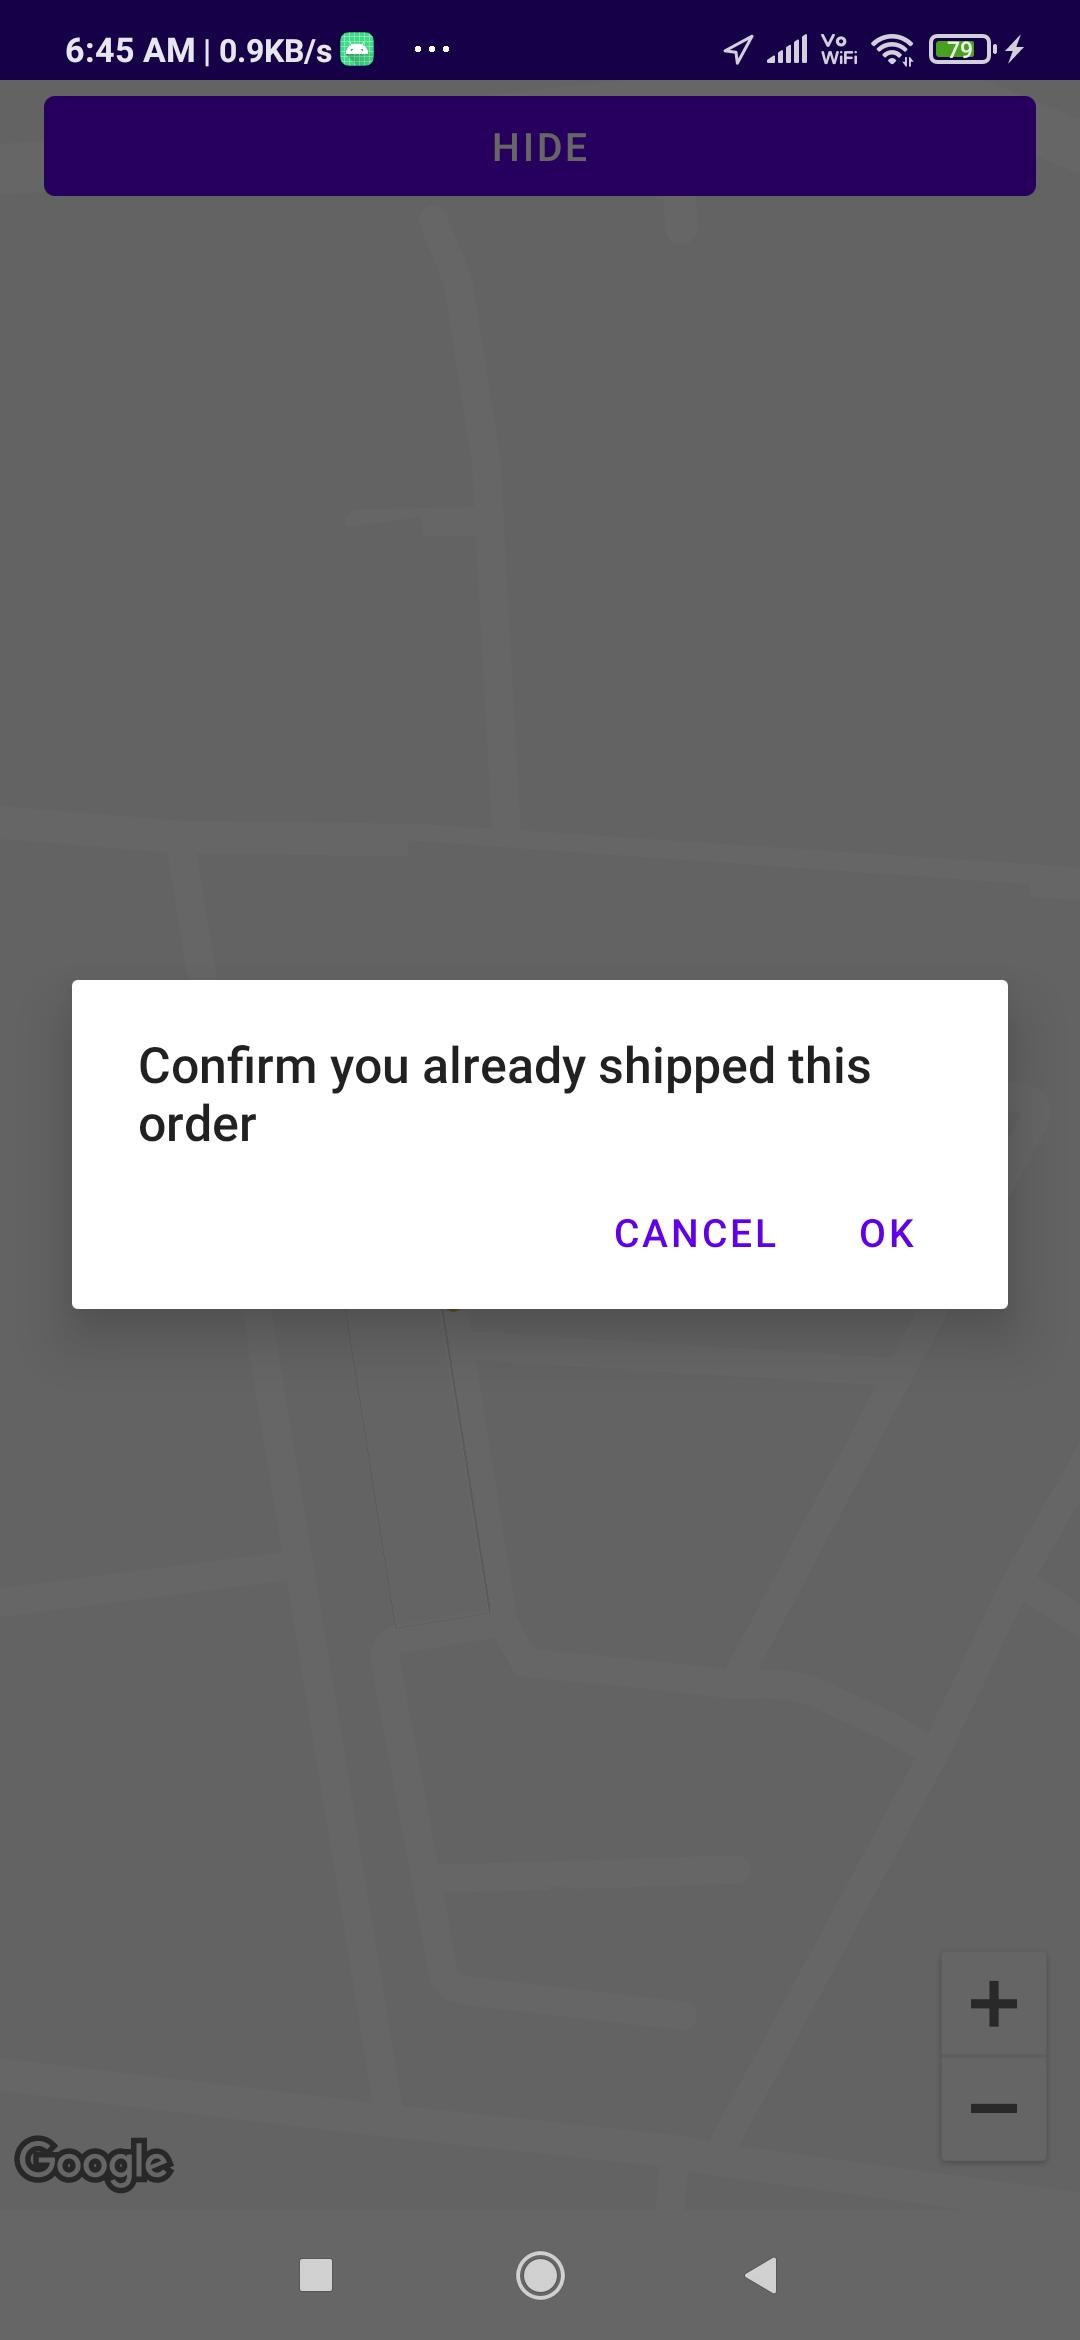 6:45 AM | 0.9KB/s ... Vo WiFi 79
HIDE
Confirm you already shipped this
order
CANCEL OK
Google